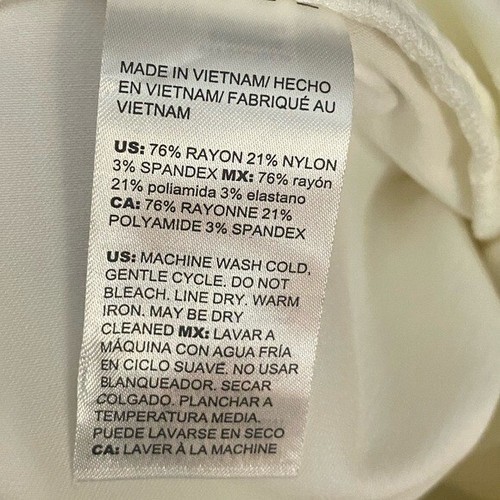 MADE IN VIETNAM/ HECHO
EN VIETNAM/ FABRIQUÉ AU
VIETNAM
US: 76% RAYON 21% NYLON
3% SPANDEX MX: 76% rayón
21% poliamida 3% elastano
CA: 76% RAYONNE 21%
POLYAMIDE 3% SPANDEX
US: MACHINE WASH COLD,
GENTLE CYCLE. DO NOT
BLEACH. LINE DRY. WARM
IRON. MAY BE DRY
CLEANED MX: LAVAR A
MÁQUINA CON AGUA FRÍA
EN CICLO SUAVE. NO USAR
BLANQUEADOR. SECAR
COLGADO. PLANCHAR A
TEMPERATURA MEDIA.
PUEDE LAVARSE EN SECO
CA: LAVER À LA MACHINE